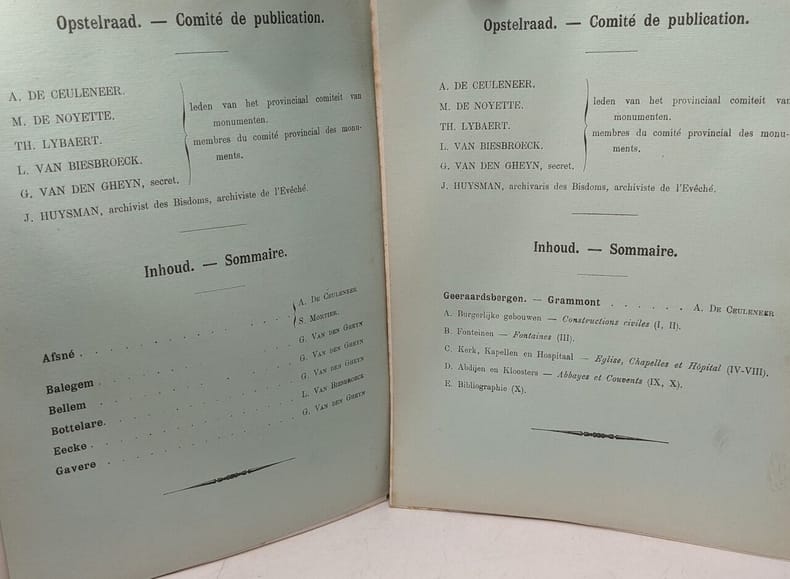 Opstelraad. — Comité de publication.
A. DE CEULENEER.
M. DE NOYETTE.
TH. LYBAERT.
L. VAN BIESBROECK.
G. VAN DEN GHEYN, secret.
leden van het provinciaal comiteit van
monumenten.
membres du comité provincial des monu-
ments.
J. HUYSMAN, archivist des Bisdoms, archiviste de l'Evêché.
Inhoud. — Sommaire.
Afsné . . . . . . . . . . . A. De Ceuleneer
S. Mortier.
Balegem . . . . . . . . . . . G. Van den Gheyn
Bellem . . . . . . . . . . . G. Van den Gheyn
Bottelare. . . . . . . . . . . G. Van den Gheyn
Eecke . . . . . . . . . . . L. Van Biesbroeck
Gavere . . . . . . . . . . . G. Van den Gheyn
Opstelraad. — Comité de publication.
A. DE CEULENEER.
M. DE NOYETTE.
TH. LYBAERT.
L. VAN BIESBROECK.
G. VAN DEN GHEYN, secret.
leden van het provinciaal comiteit van
monumenten.
membres du comité provincial des monu-
ments.
J. HUYSMAN, archivaris des Bisdoms, archiviste de l'Evêché.
Inhoud. — Sommaire.
Geeraardsbergen. — Grammont . . . . . . A. De Ceuleneer
A. Burgerlijke gebouwen — Constructions civiles (I, II).
B. Fonteinen — Fontaines (III).
C. Kerk, Kapellen en Hospitaal — Eglise, Chapelles et Hôpital (IV-VIII).
D. Abdijen en Kloosters — Abbayes et Couvents (IX, X).
E. Bibliographie (X).